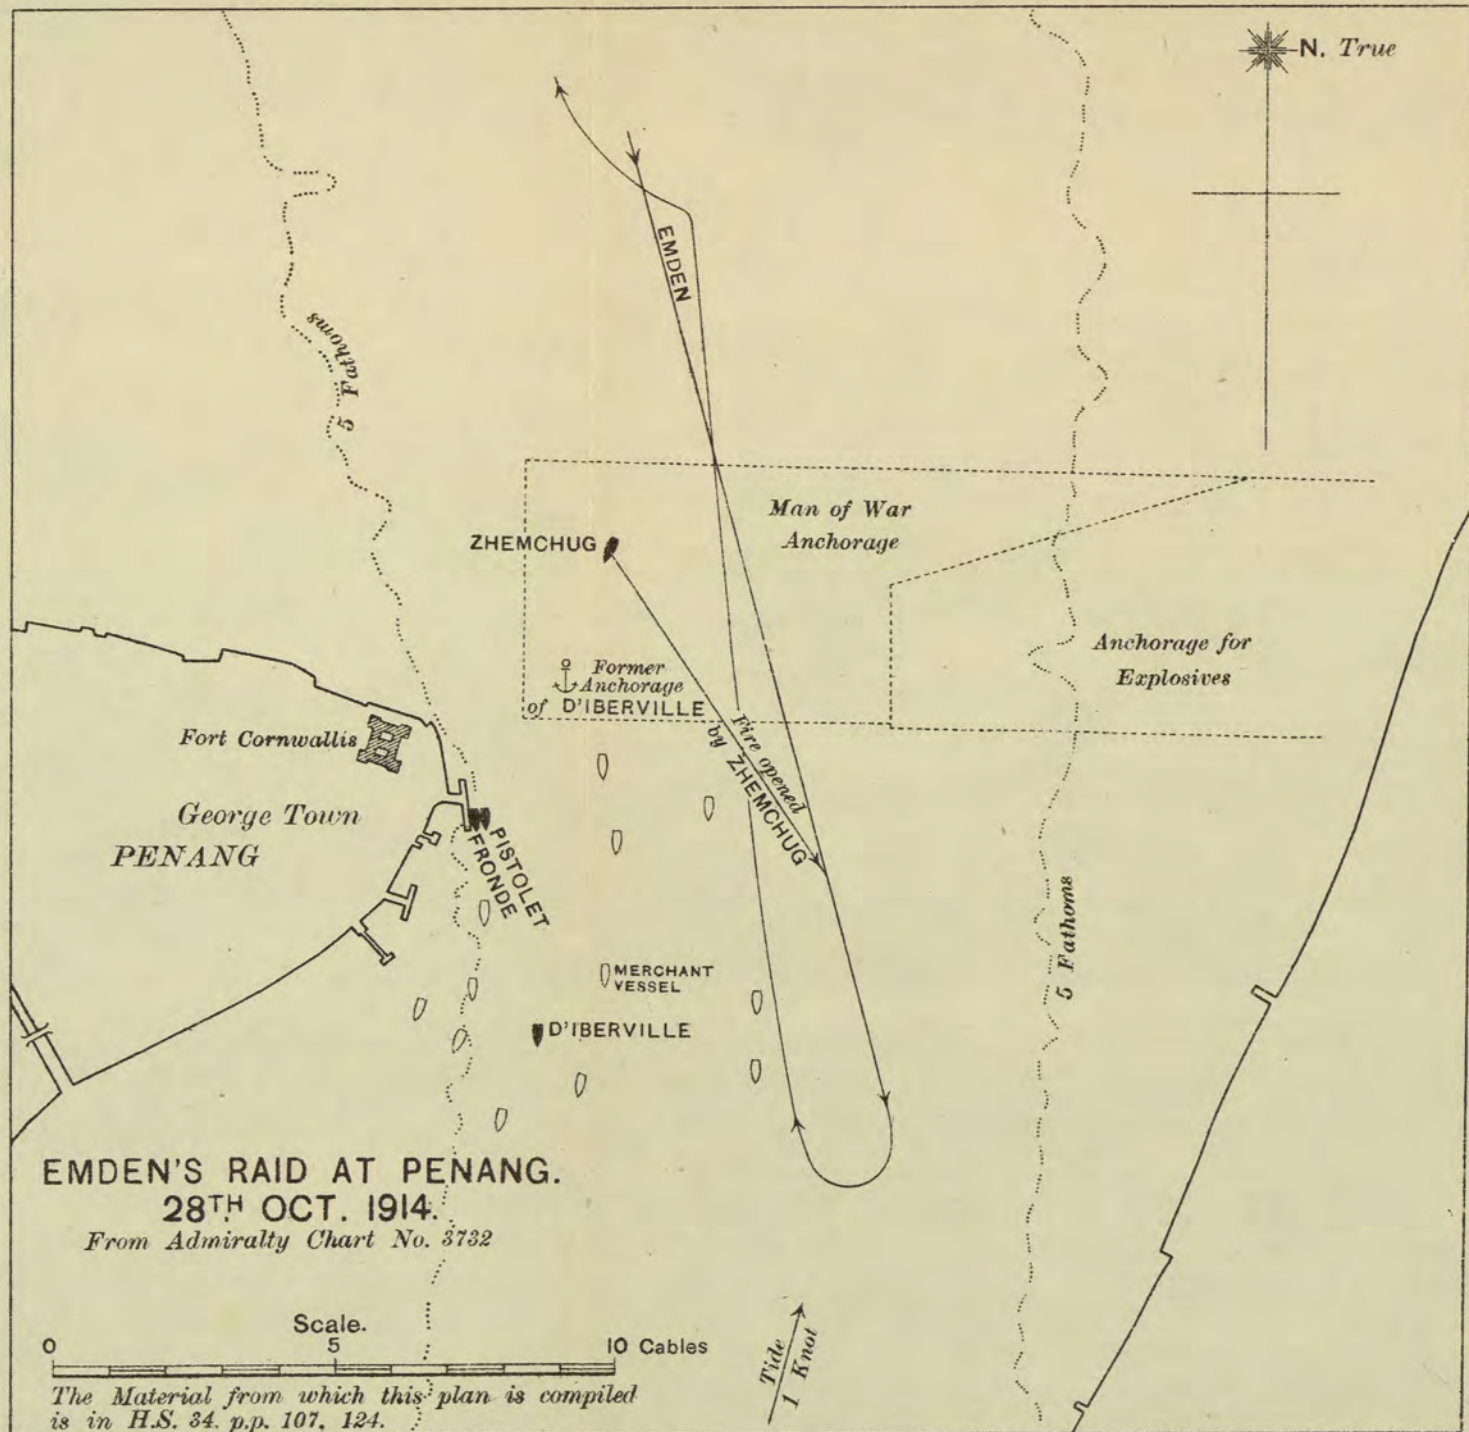 N. True
EMDEN
5 Fathoms
Man of War
Anchorage
ZHEMCHUG
Anchorage for
Explosives
Former
Anchorage
of D'IBERVILLE
Fire opened
by ZHEMCHUG
Fort Cornwallis
George Town
PENANG
PISTOLET
FRONDE
5 Fathoms
MERCHANT
VESSEL
D'IBERVILLE
EMDEN'S RAID AT PENANG.
28TH OCT. 1914.
From Admiralty Chart No. 3732
Scale.
0 5 10 Cables
Tide
1 Knot
The Material from which this plan is compiled
is in H.S. 34. p.p. 107, 124.